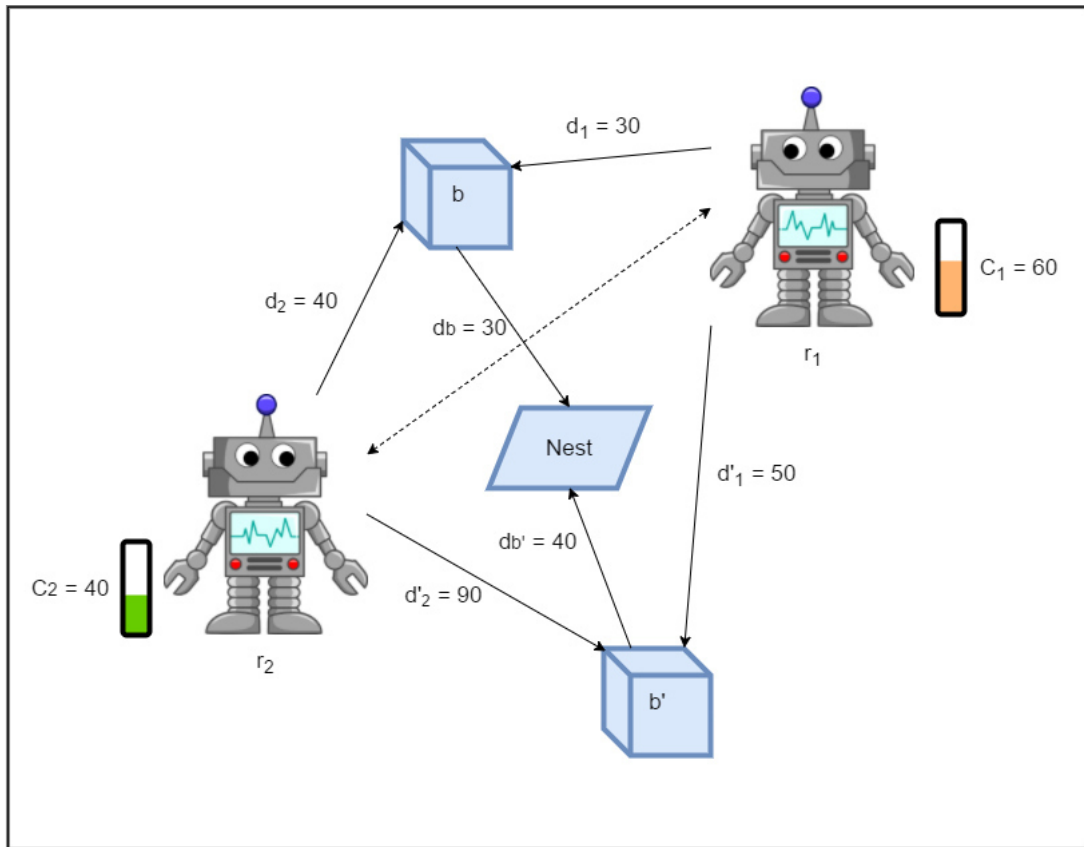 d₁ = 30
b
C₁ = 60
d₂ = 40
db = 30
r₁
Nest
d'₁ = 50
db' = 40
C2 = 40
d'₂ = 90
r₂
b'